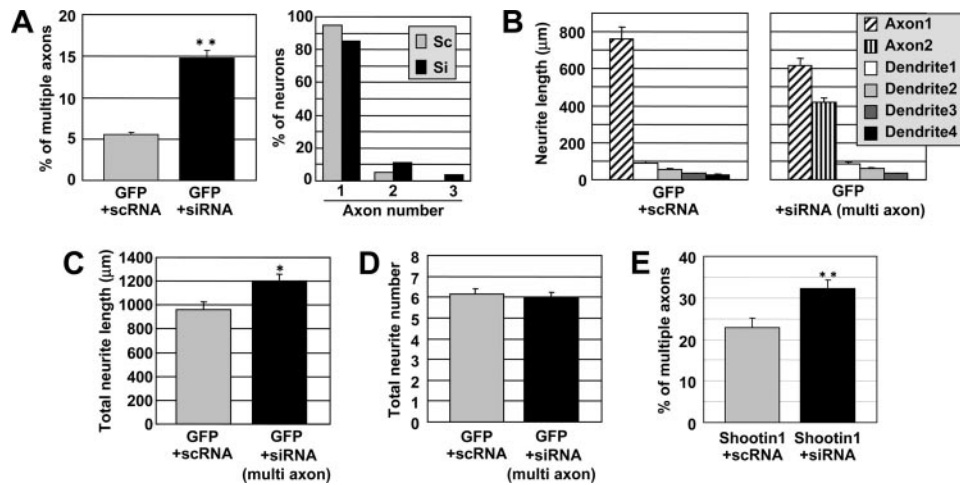 A
% of multiple axons
20
15
10
5
0
* *
GFP
+scRNA
GFP
+siRNA
% of neurons
100
80
60
40
20
0
Sc
Si
1 2 3
Axon number
B
Neurite length (μm)
800
600
400
200
0
GFP
+scRNA
GFP
+siRNA (multi axon)
Axon1
Axon2
Dendrite1
Dendrite2
Dendrite3
Dendrite4
C
Total neurite length (μm)
1400
1200
1000
800
600
400
200
0
*
GFP
+scRNA
GFP
+siRNA
(multi axon)
D
Total neurite number
8
7
6
5
4
3
2
1
0
GFP
+scRNA
GFP
+siRNA
(multi axon)
E
% of multiple axons
40
30
20
10
0
* *
Shootin1
+scRNA
Shootin1
+siRNA